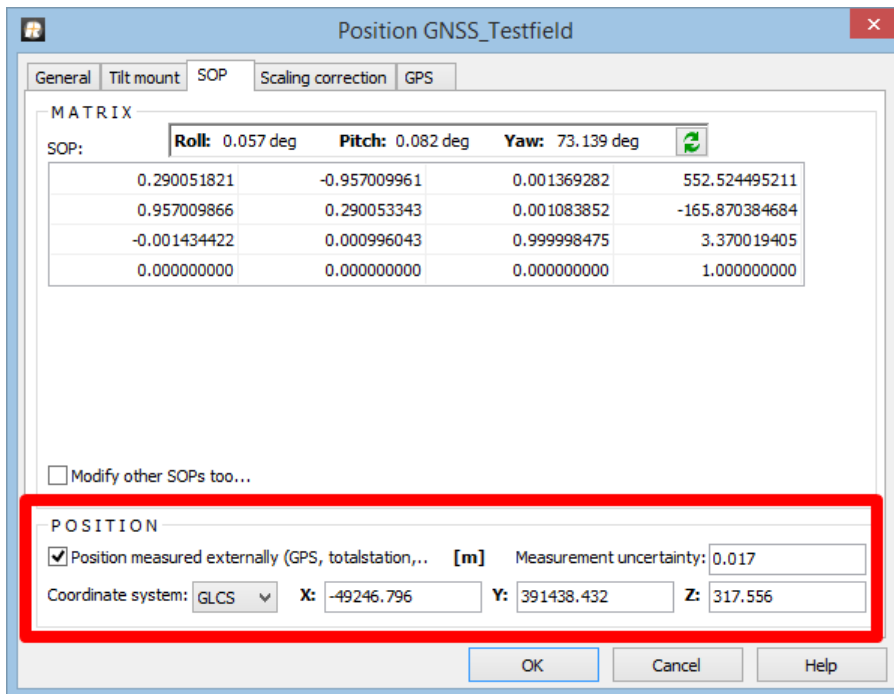 Position GNSS_Testfield
General Tilt mount SOP Scaling correction GPS
MATRIX
SOP: Roll: 0.057 deg Pitch: 0.082 deg Yaw: 73.139 deg
0.290051821 -0.957009961 0.001369282 552.524495211
0.957009866 0.290053343 0.001083852 -165.870384684
-0.001434422 0.000996043 0.999998475 3.370019405
0.000000000 0.000000000 0.000000000 1.000000000
Modify other SOPs too...
POSITION
Position measured externally (GPS, totalstation,.. [m] Measurement uncertainty: 0.017
Coordinate system: GLCS X: -49246.796 Y: 391438.432 Z: 317.556
OK Cancel Help